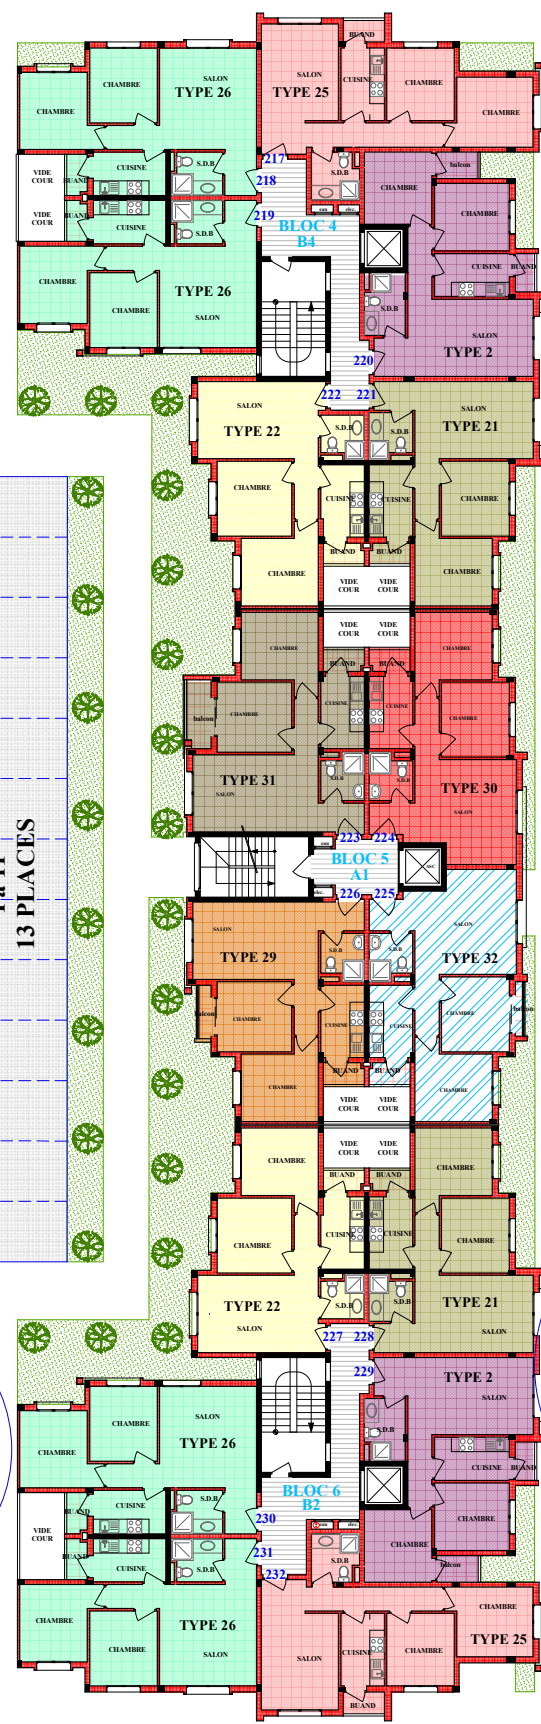 BUAND
SALON
TYPE 26
CHAMBRE
CHAMBRE
SALON
TYPE 25
CUISINE
CHAMBRE
CHAMBRE
VIDE
COUR
BUAND
CUISINE
S.D.B
217
218
S.D.B
balcon
CHAMBRE
VIDE
COUR
BUAND
CUISINE
S.D.B
219
BLOC 4
B4
CHAMBRE
CHAMBRE
CHAMBRE
TYPE 26
SALON
CUISINE
BUAND
S.D.B
SALON
TYPE 2
220
222
221
SALON
TYPE 22
S.D.B
S.D.B
SALON
TYPE 21
CHAMBRE
CUISINE
CUISINE
CHAMBRE
CHAMBRE
BUAND
BUAND
CHAMBRE
VIDE
COUR
VIDE
COUR
VIDE
COUR
VIDE
COUR
CHAMBRE
BUAND
BUAND
CHAMBRE
balcon
CHAMBRE
CUISINE
CUISINE
CHAMBRE
TYPE 31
SALON
S.D.B
S.D.B
TYPE 30
SALON
13 PLACES
223
224
BLOC 5
A1
ASC
226
225
SALON
TYPE 29
S.D.B
S.D.B
SALON
TYPE 32
balcon
CHAMBRE
CUISINE
CUISINE
CHAMBRE
balcon
CHAMBRE
BUAND
BUAND
CHAMBRE
VIDE
COUR
VIDE
COUR
VIDE
COUR
VIDE
COUR
CHAMBRE
BUAND
BUAND
CHAMBRE
CHAMBRE
CUISINE
CUISINE
CHAMBRE
TYPE 22
SALON
S.D.B
S.D.B
TYPE 21
SALON
227
228
229
TYPE 2
SALON
SALON
TYPE 26
CHAMBRE
CHAMBRE
S.D.B
CUISINE
BUAND
BLOC 6
B2
CHAMBRE
VIDE
COUR
BUAND
CUISINE
S.D.B
230
CHAMBRE
BUAND
CUISINE
S.D.B
231
232
S.D.B
balcon
CHAMBRE
CHAMBRE
TYPE 26
SALON
SALON
CUISINE
CHAMBRE
CHAMBRE
TYPE 25
BUAND